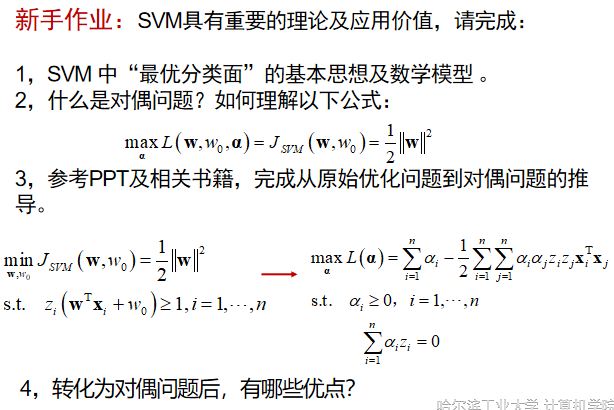 新手作业：SVM具有重要的理论及应用价值，请完成：
1，SVM 中“最优分类面”的基本思想及数学模型 。
2，什么是对偶问题？如何理解以下公式：
$\max_{\boldsymbol{\alpha}} L(\mathbf{w}, w_0, \boldsymbol{\alpha}) = J_{SVM}(\mathbf{w}, w_0) = \frac{1}{2}\|\mathbf{w}\|^2$
3，参考PPT及相关书籍，完成从原始优化问题到对偶问题的推
导。
$\min_{\mathbf{w}, w_0} J_{SVM}(\mathbf{w}, w_0) = \frac{1}{2}\|\mathbf{w}\|^2$
s.t. $z_i(\mathbf{w}^{\mathrm{T}}\mathbf{x}_i + w_0) \geq 1, i = 1, \cdots, n$
$\max_{\boldsymbol{\alpha}} L(\boldsymbol{\alpha}) = \sum_{i=1}^{n} \alpha_i - \frac{1}{2}\sum_{i=1}^{n}\sum_{j=1}^{n} \alpha_i \alpha_j z_i z_j \mathbf{x}_i^{\mathrm{T}} \mathbf{x}_j$
s.t. $\alpha_i \geq 0，i = 1, \cdots, n$
$\sum_{i=1}^{n} \alpha_i z_i = 0$
4，转化为对偶问题后，有哪些优点？
哈尔滨工业大学 计算机学院